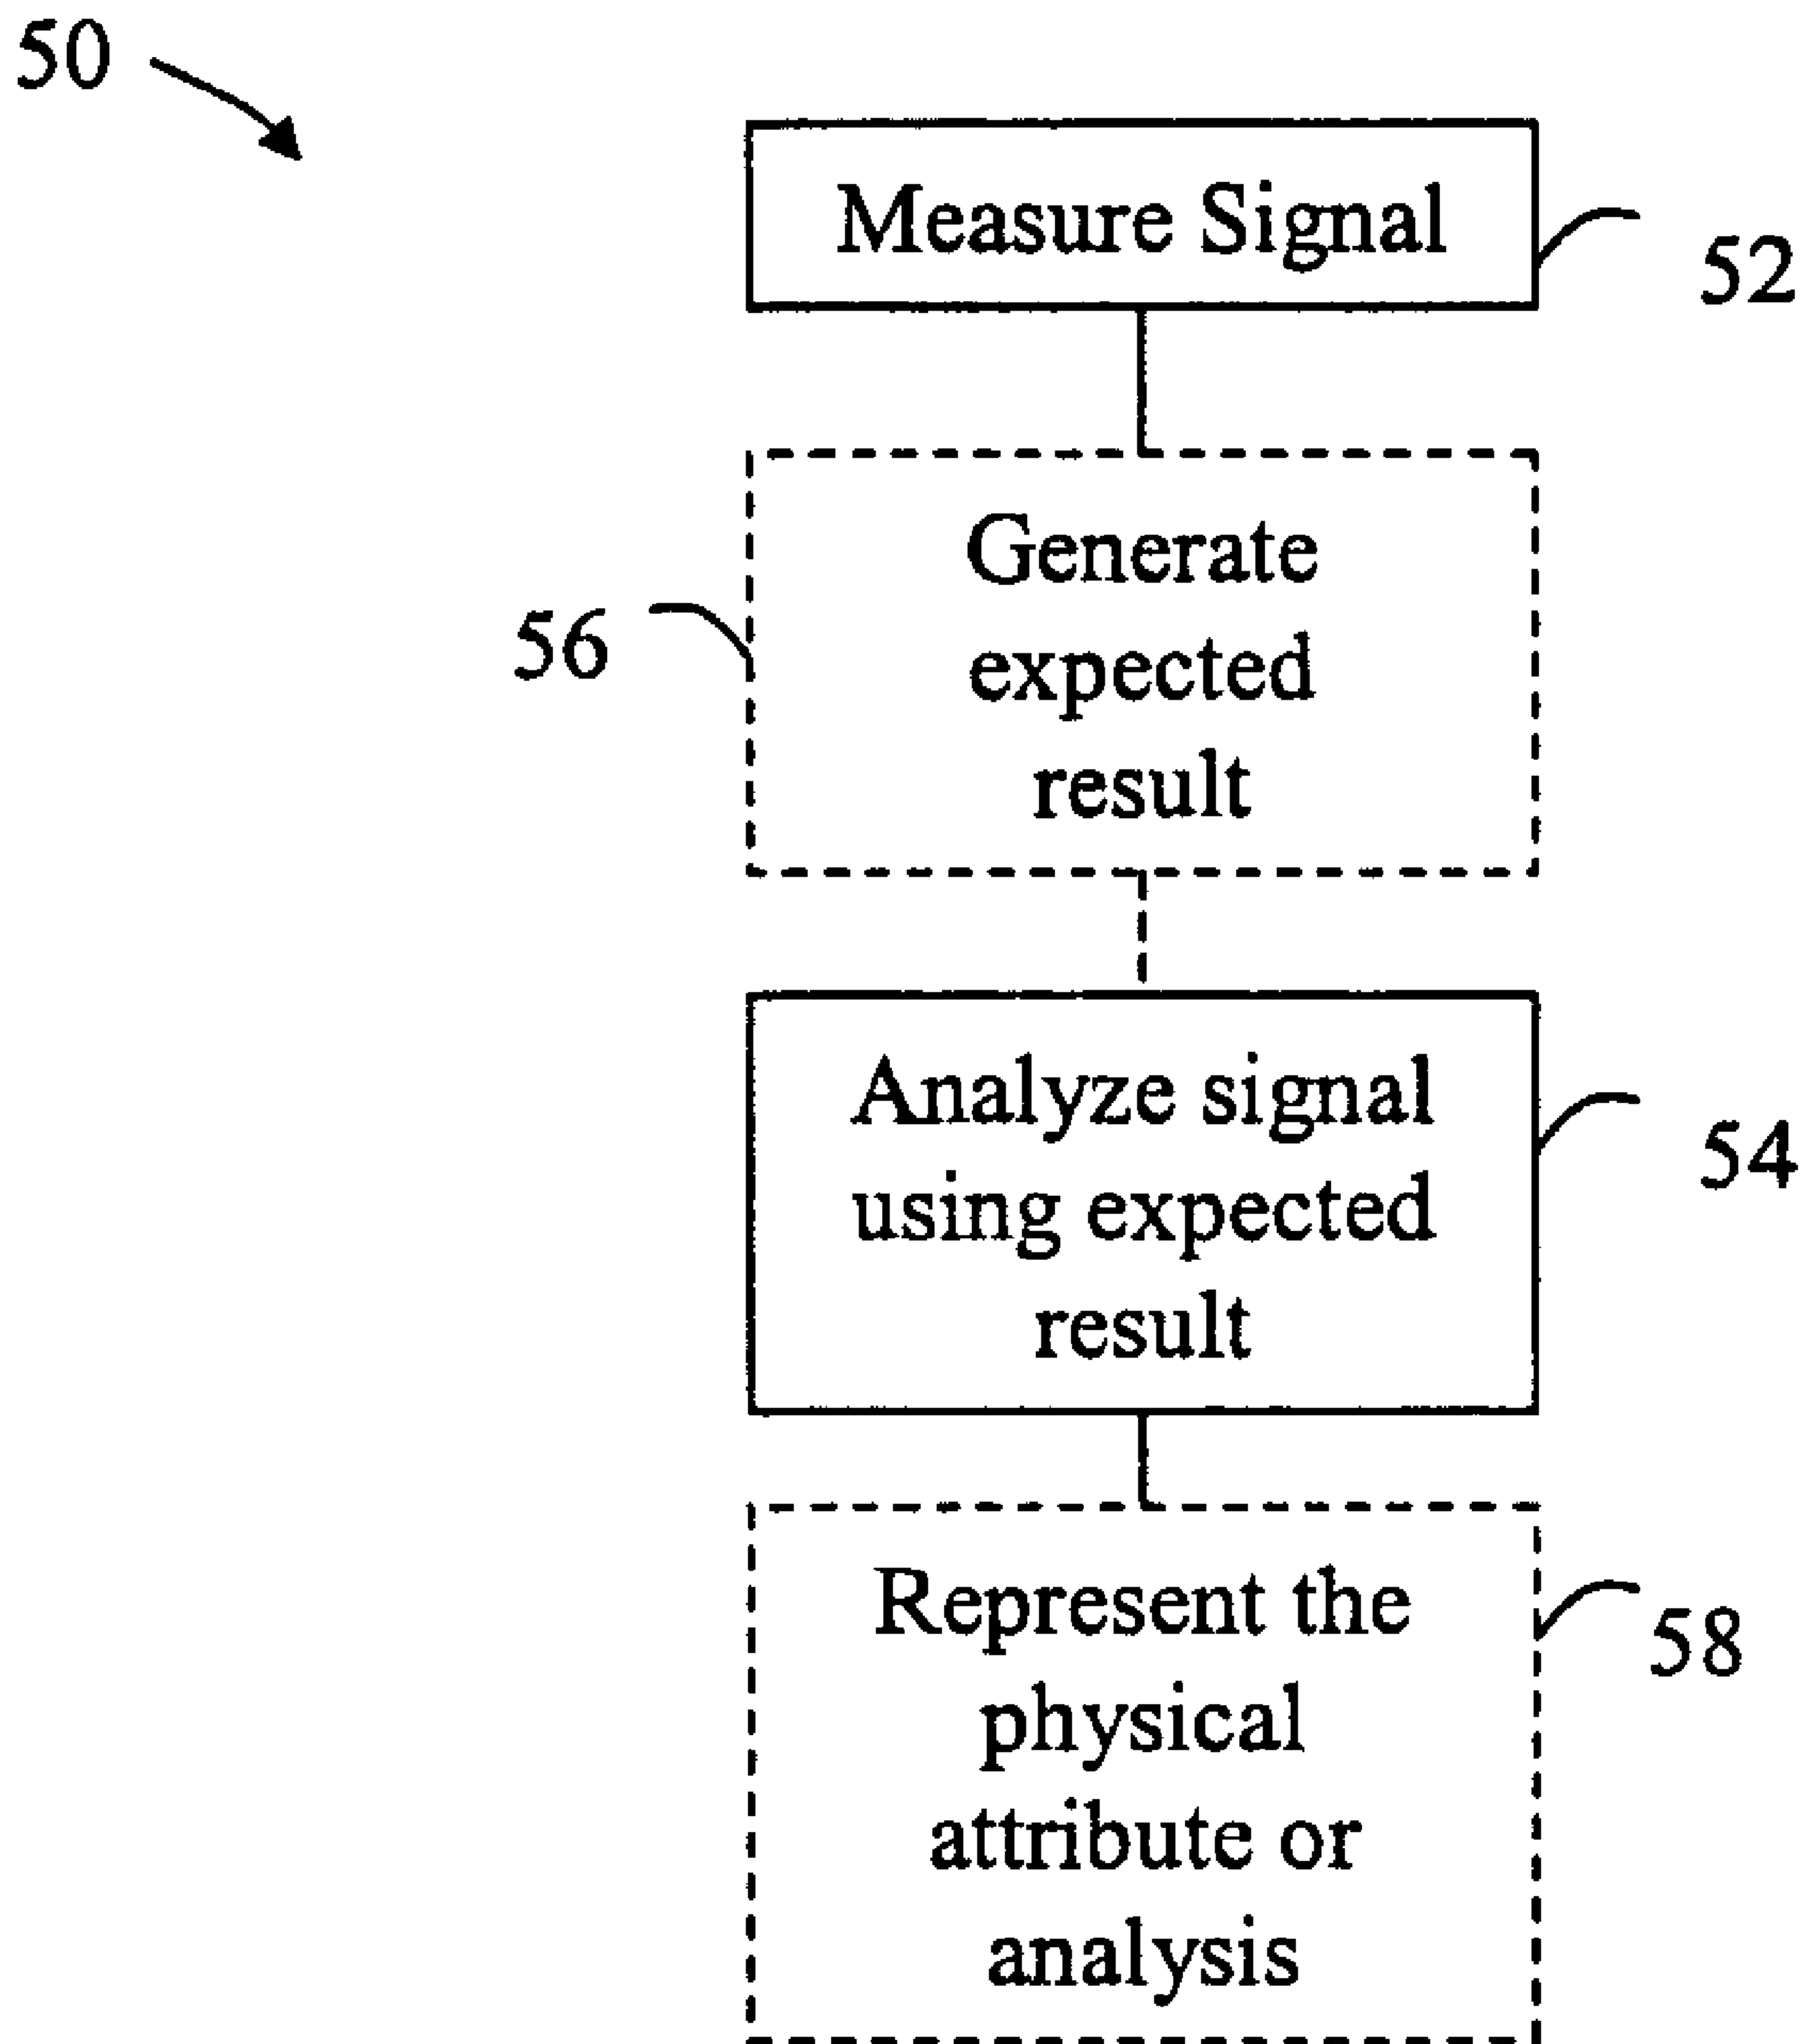 50
Measure Signal
52
Generate
expected
result
56
Analyze signal
using expected
result
54
Represent the
physical
attribute or
analysis
58